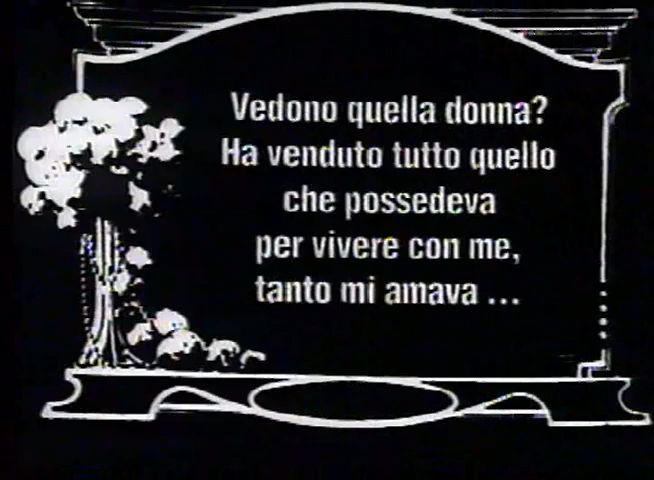 Vedono quella donna?
Ha venduto tutto quello
che possedeva
per vivere con me,
tanto mi amava ...